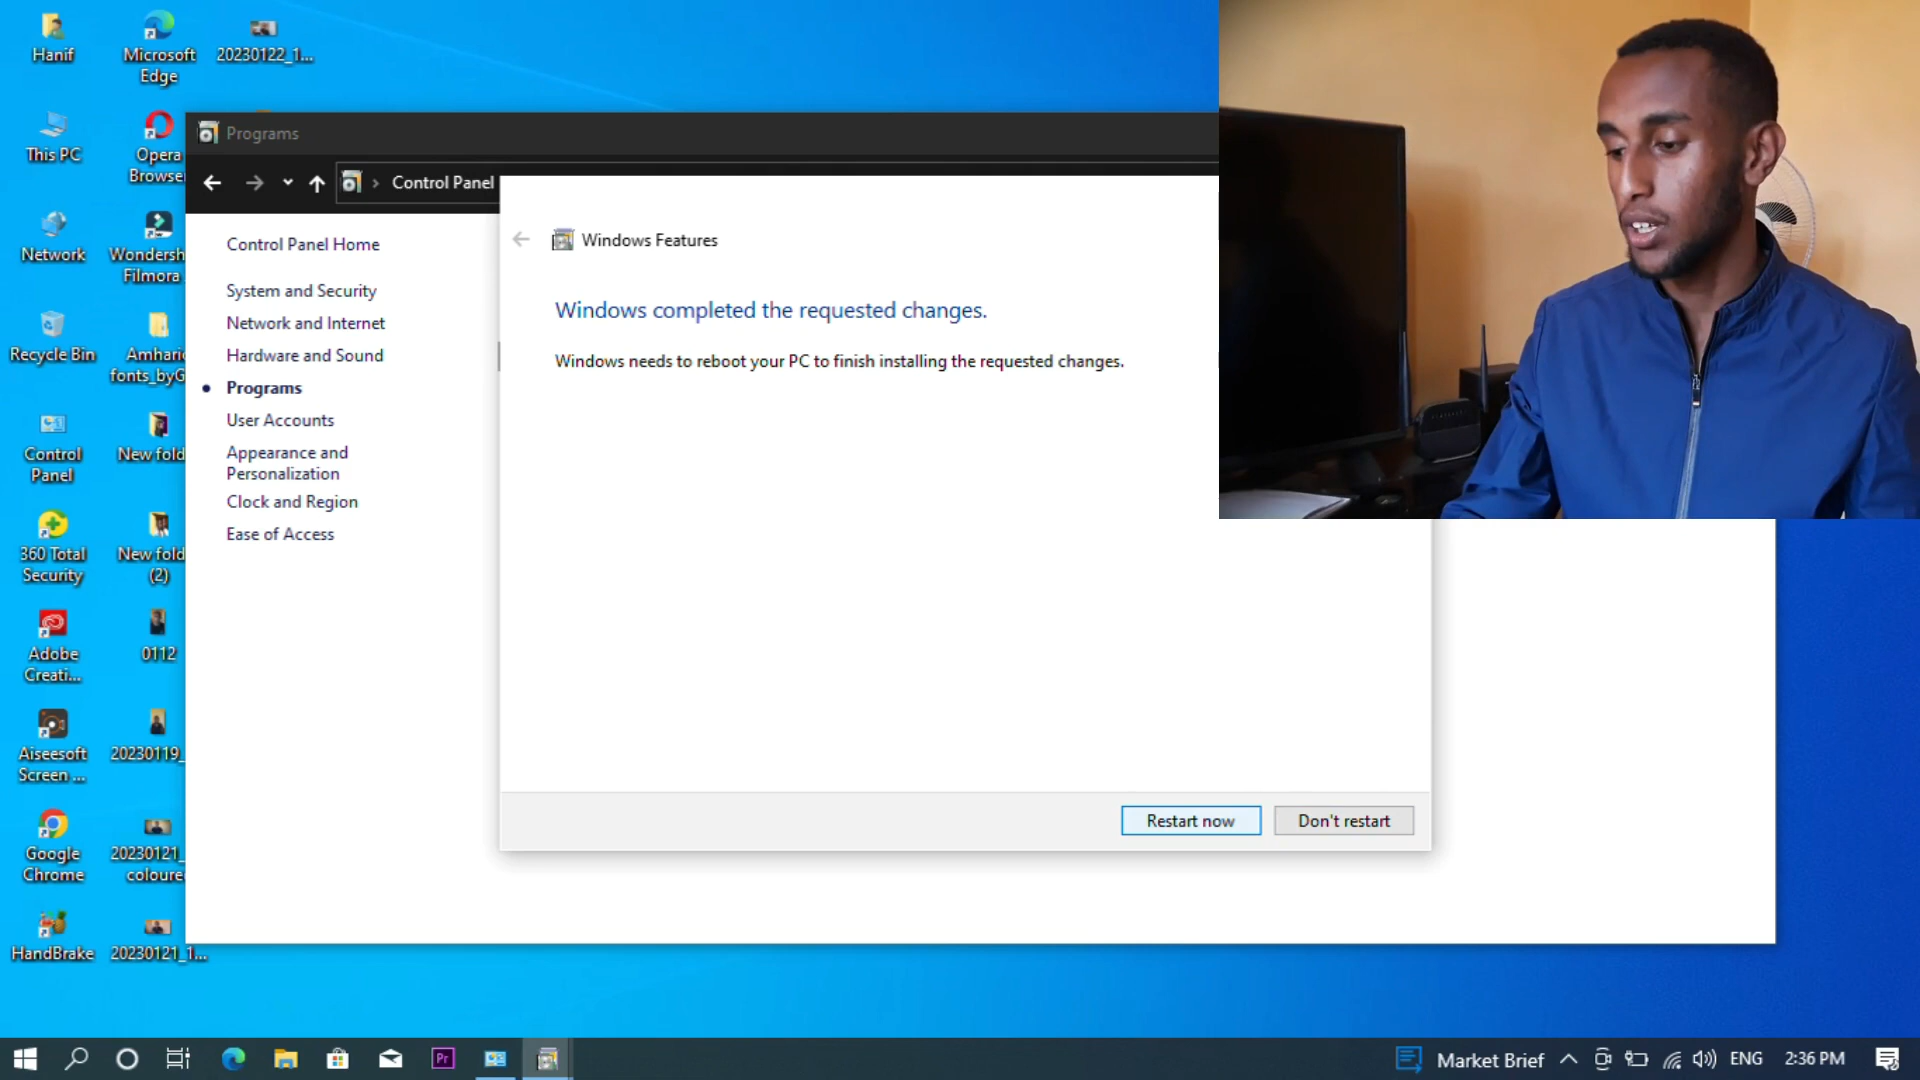 Hanif
Microsoft
Edge
20230122_1...
This PC
Opera
Browse
Network
Wondersh
Filmora
Recycle Bin
Amharic
fonts_byG
Control
Panel
New fold
360 Total
Security
New fold
(2)
Adobe
Creati...
0112
Aiseesoft
Screen ...
20230119_
Google
Chrome
20230121_
coloure
HandBrake
20230121_1...
Programs
Control Panel
Control Panel Home
System and Security
Network and Internet
Hardware and Sound
Programs
User Accounts
Appearance and
Personalization
Clock and Region
Ease of Access
Windows Features
Windows completed the requested changes.
Windows needs to reboot your PC to finish installing the requested changes.
Restart now
Don't restart
Pr
Market Brief
ENG
2:36 PM